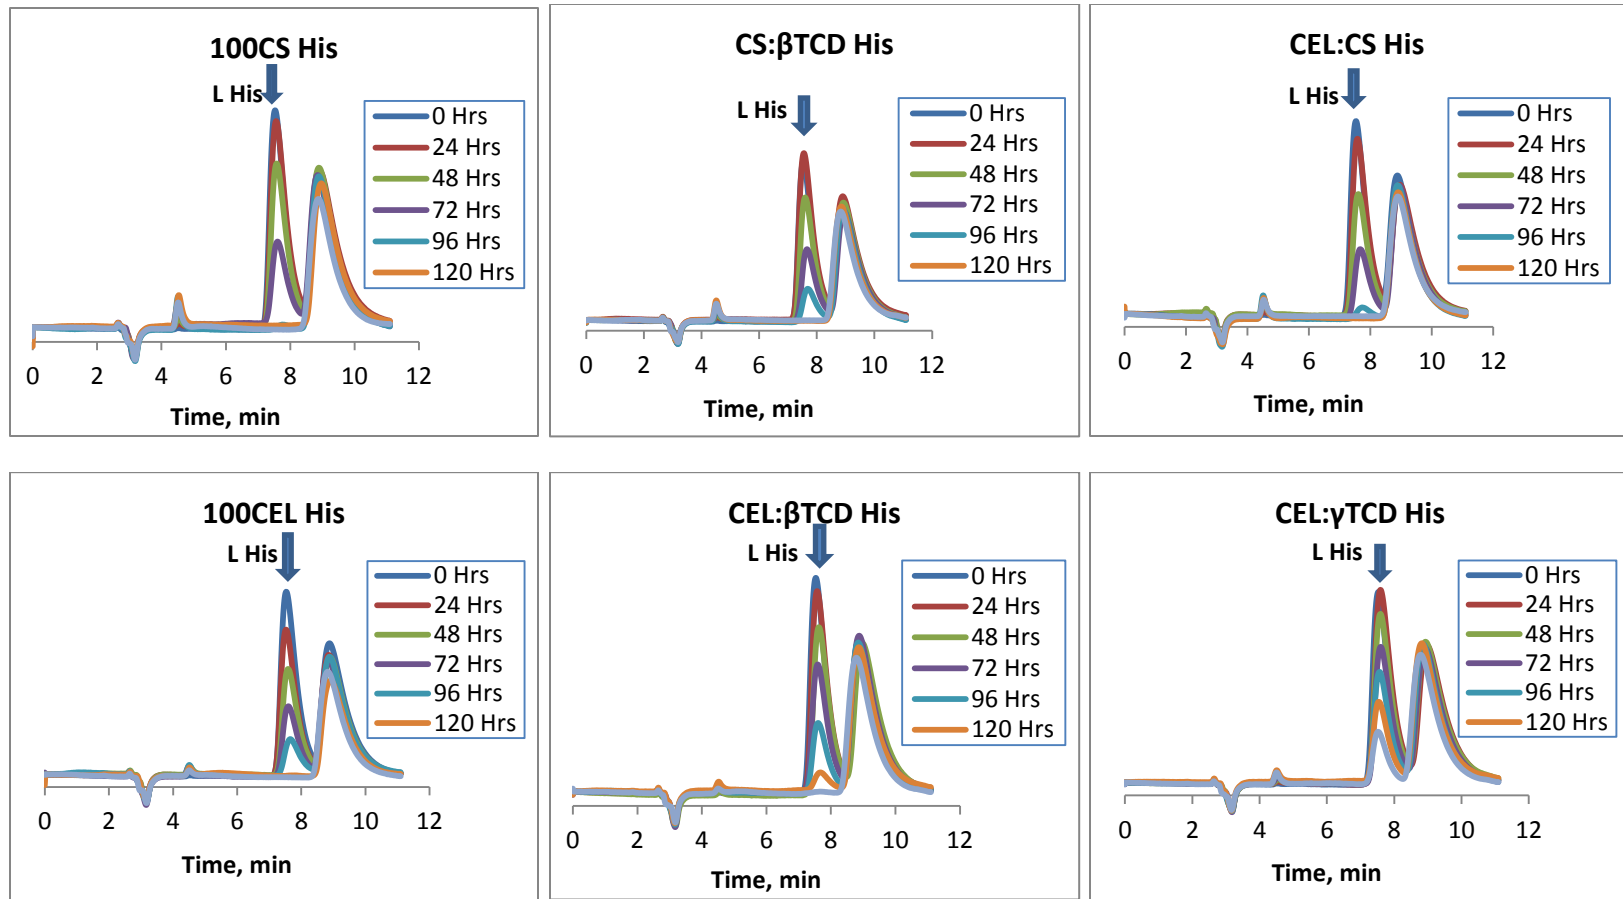 100CS His
L His
0 Hrs
24 Hrs
48 Hrs
72 Hrs
96 Hrs
120 Hrs
0 2 4 6 8 10 12
Time, min
CS:βTCD His
L His
0 Hrs
24 Hrs
48 Hrs
72 Hrs
96 Hrs
120 Hrs
0 2 4 6 8 10 12
Time, min
CEL:CS His
L His
0 Hrs
24 Hrs
48 Hrs
72 Hrs
96 Hrs
120 Hrs
0 2 4 6 8 10 12
Time, min
100CEL His
L His
0 Hrs
24 Hrs
48 Hrs
72 Hrs
96 Hrs
120 Hrs
0 2 4 6 8 10 12
Time, min
CEL:βTCD His
L His
0 Hrs
24 Hrs
48 Hrs
72 Hrs
96 Hrs
120 Hrs
0 2 4 6 8 10 12
Time, min
CEL:γTCD His
L His
0 Hrs
24 Hrs
48 Hrs
72 Hrs
96 Hrs
120 Hrs
0 2 4 6 8 10 12
Time, min